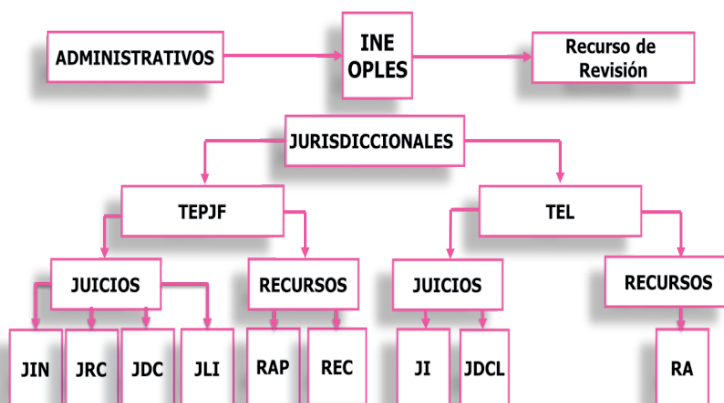 ADMINISTRATIVOS
INE
OPLES
Recurso de
Revisión
JURISDICCIONALES
TEPJF
TEL
JUICIOS
RECURSOS
JUICIOS
RECURSOS
JIN
JRC
JDC
JLI
RAP
REC
JI
JDCL
RA